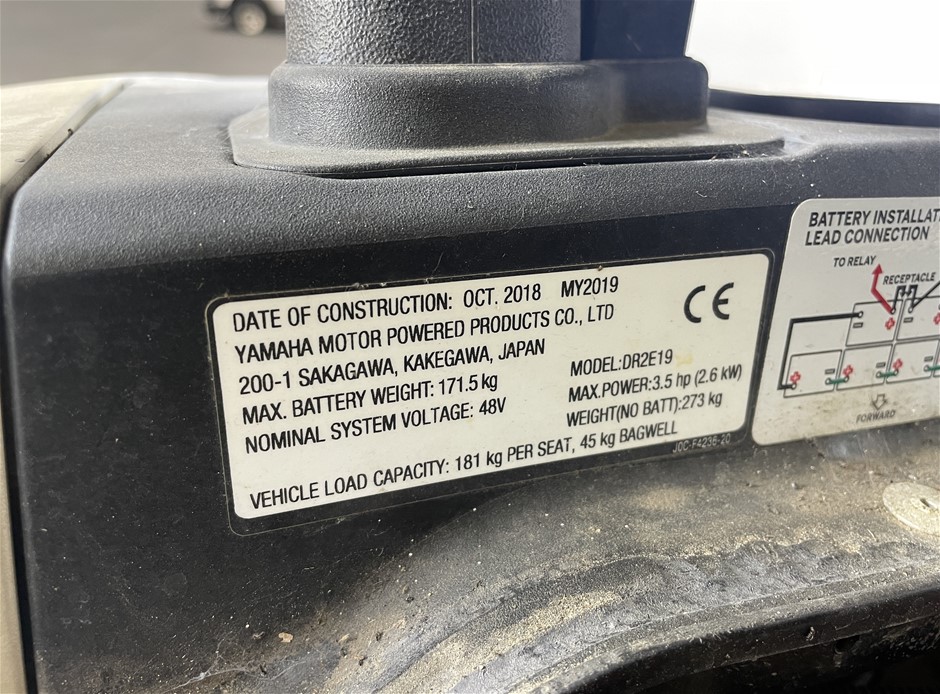 DATE OF CONSTRUCTION: OCT. 2018 MY2019
YAMAHA MOTOR POWERED PRODUCTS CO., LTD
200-1 SAKAGAWA, KAKEGAWA, JAPAN
MAX. BATTERY WEIGHT: 171.5 kg
NOMINAL SYSTEM VOLTAGE: 48V
CE
MODEL:DR2E19
MAX.POWER:3.5 hp (2.6 kW)
WEIGHT(NO BATT):273 kg
VEHICLE LOAD CAPACITY: 181 kg PER SEAT, 45 kg BAGWELL
J0C-F4236-20
BATTERY
LEAD CONNECTION
TO RELAY
RECEPTACLE
FORWARD